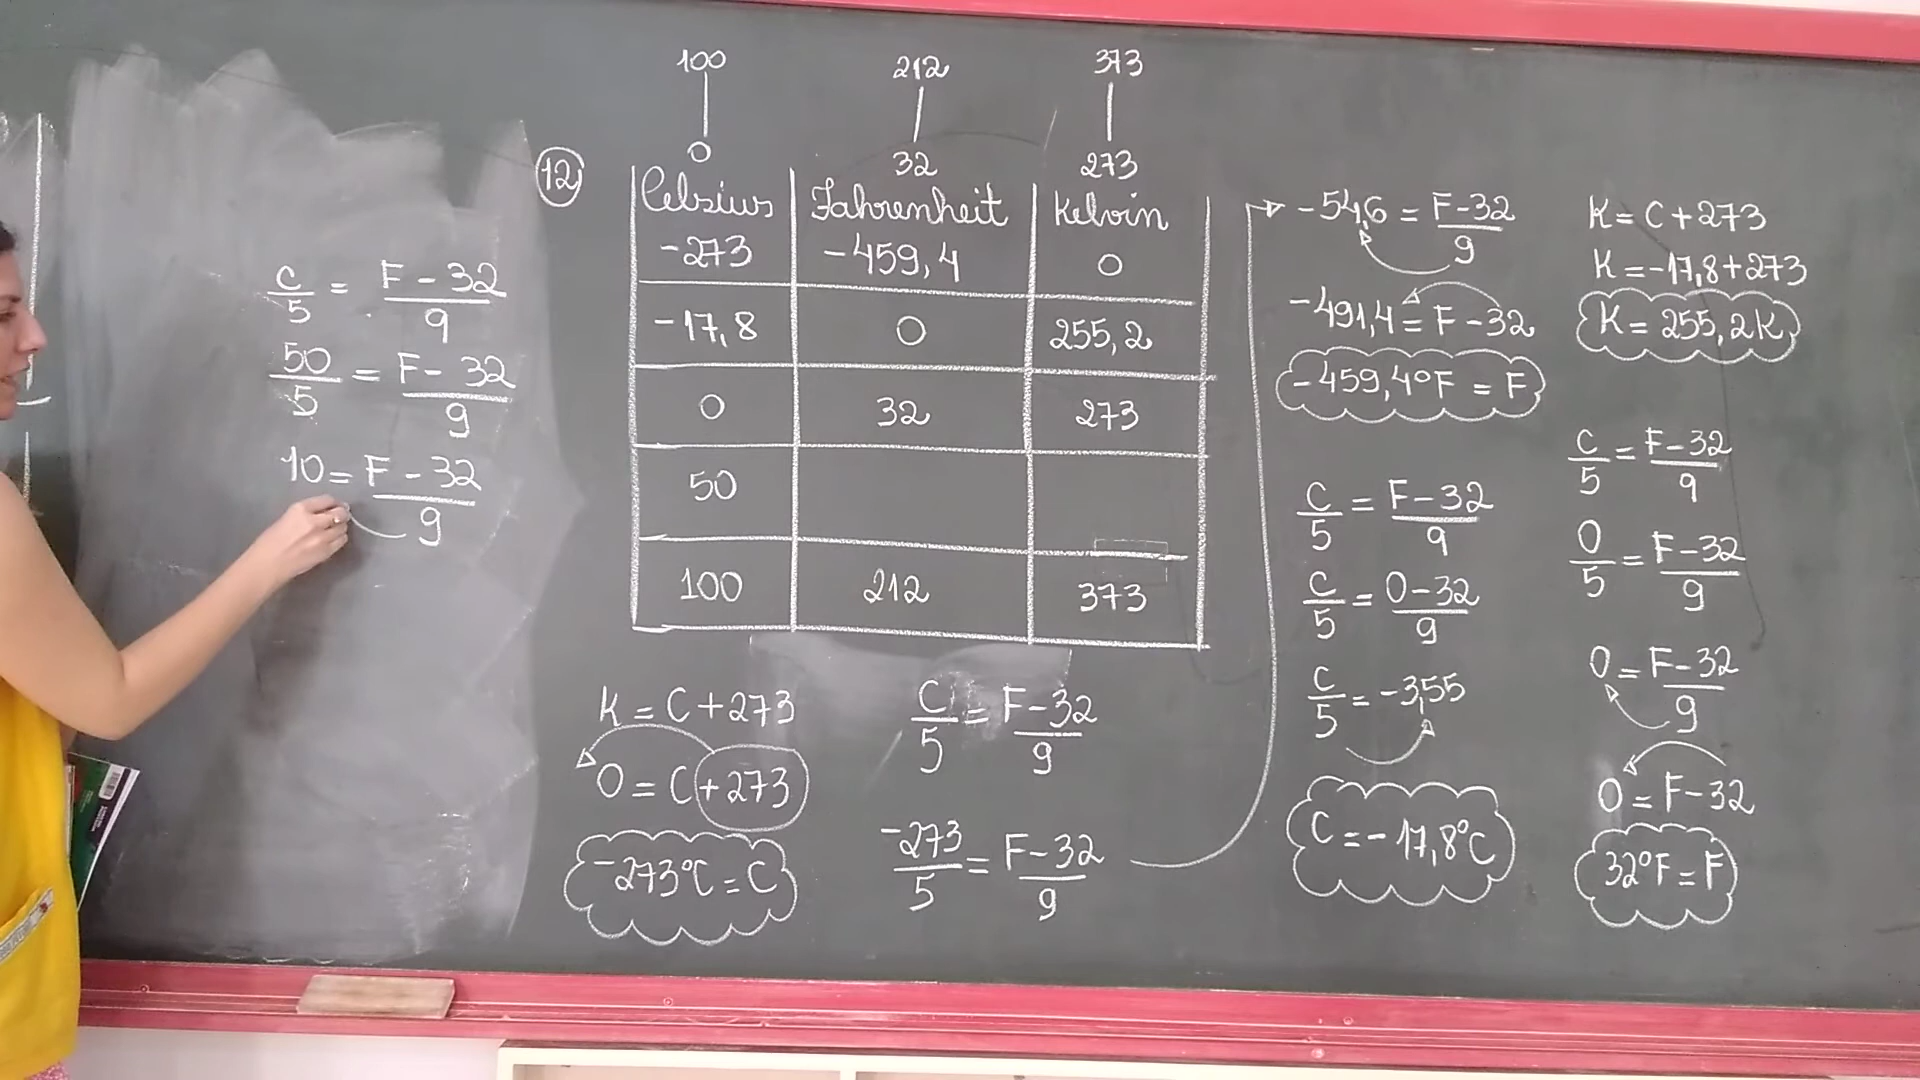 C/5 = F-32/9
50/5 = F-32/9
10 = F-32/9
100 212 373
0 32 273
12
Celsius Fahrenheit Kelvin
-273 -459,4 0
-17,8 0 255,2
0 32 273
50
100 212 373
K = C + 273
0 = C + 273
-273°C = C
C/5 = F-32/9
-273/5 = F-32/9
-54,6 = F-32/9
-491,4 = F-32
-459,4°F = F
C/5 = F-32/9
C/5 = 0-32/9
C/5 = -3,55
C = -17,8°C
K = C + 273
K = -17,8 + 273
K = 255,2K
C/5 = F-32/9
0/5 = F-32/9
0 = F-32/9
0 = F-32
32°F = F